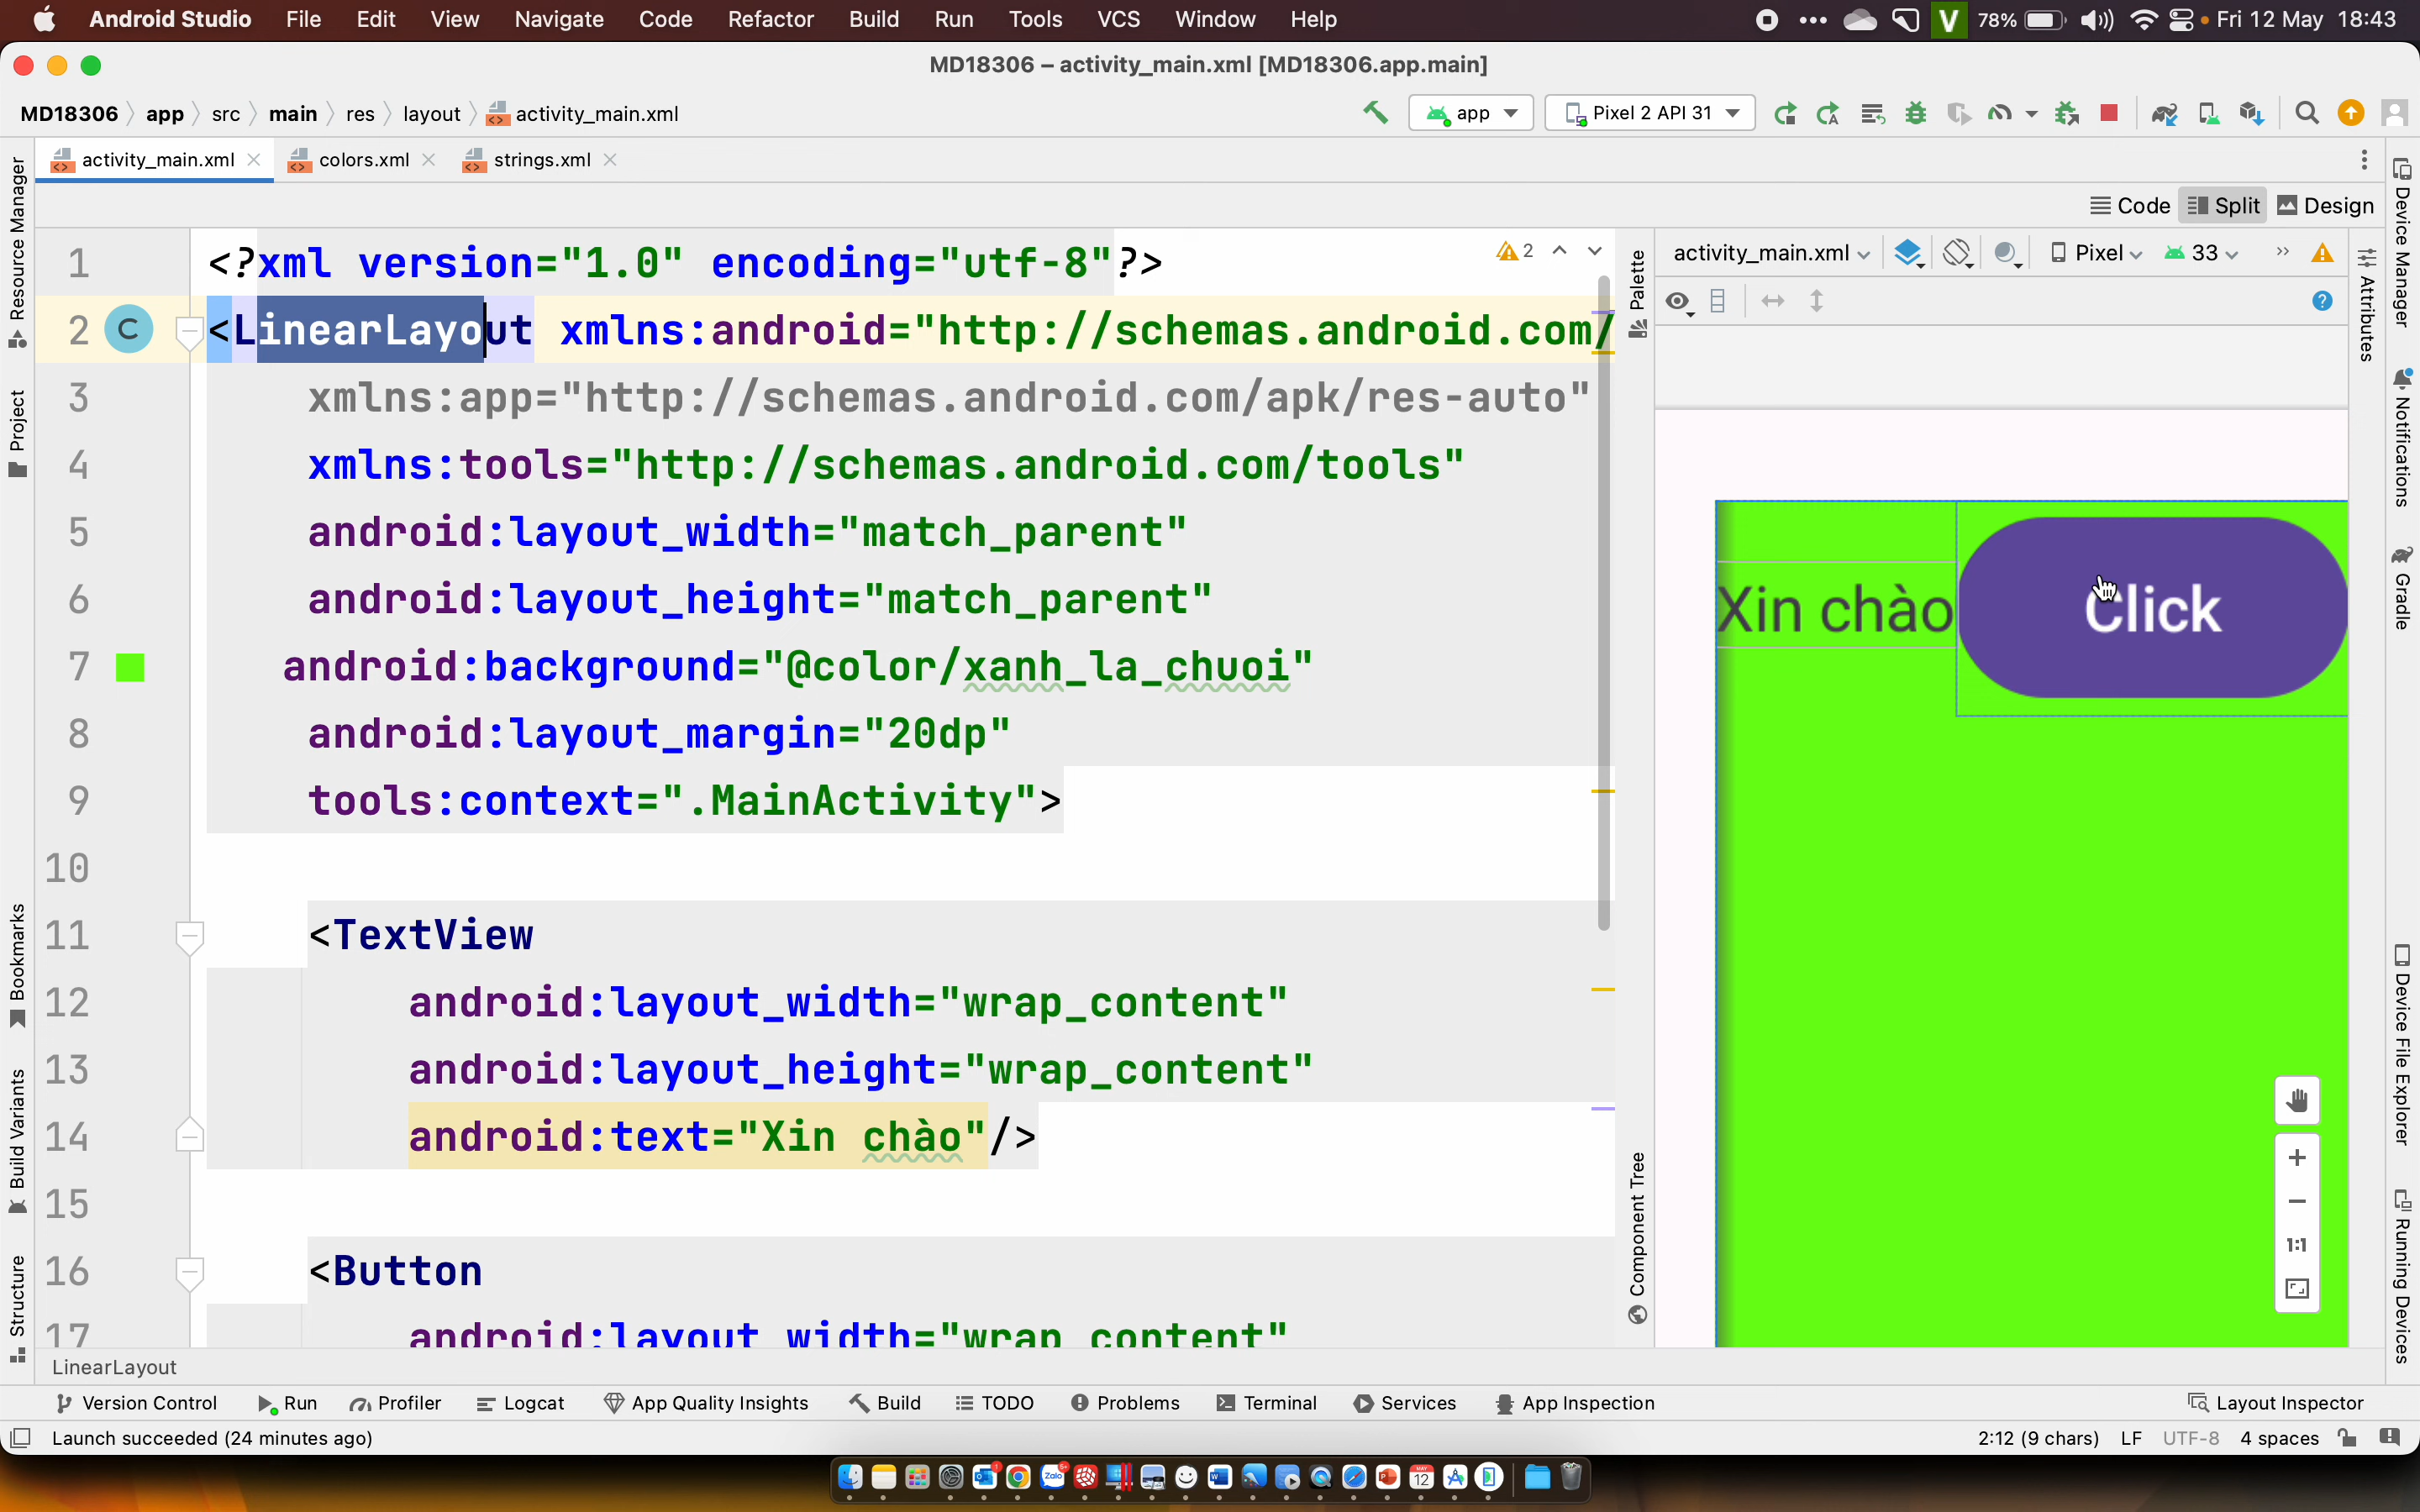 Android Studio File Edit View Navigate Code Refactor Build Run Tools VCS Window Help V 78% Fri 12 May 18:43
MD18306 – activity_main.xml [MD18306.app.main]
MD18306 app src main res layout activity_main.xml app Pixel 2 API 31
activity_main.xml colors.xml strings.xml
Code Split Design
activity_main.xml Pixel 33
1 <?xml version="1.0" encoding="utf-8"?> 2
2 C <LinearLayout xmlns:android="http://schemas.android.com/
3 xmlns:app="http://schemas.android.com/apk/res-auto"
4 xmlns:tools="http://schemas.android.com/tools"
5 android:layout_width="match_parent"
6 android:layout_height="match_parent"
7 android:background="@color/xanh_la_chuoi"
8 android:layout_margin="20dp"
9 tools:context=".MainActivity">
10
11 <TextView
12 android:layout_width="wrap_content"
13 android:layout_height="wrap_content"
14 android:text="Xin chào"/>
15
16 <Button
17 android:layout_width="wrap_content"
Xin chào Click
1:1
Resource Manager
Project
Bookmarks
Build Variants
Structure
Palette
Component Tree
Attributes
Device Manager
Notifications
Gradle
Device File Explorer
Running Devices
LinearLayout
Version Control Run Profiler Logcat App Quality Insights Build TODO Problems Terminal Services App Inspection Layout Inspector
Launch succeeded (24 minutes ago) 2:12 (9 chars) LF UTF-8 4 spaces
Zalo
12